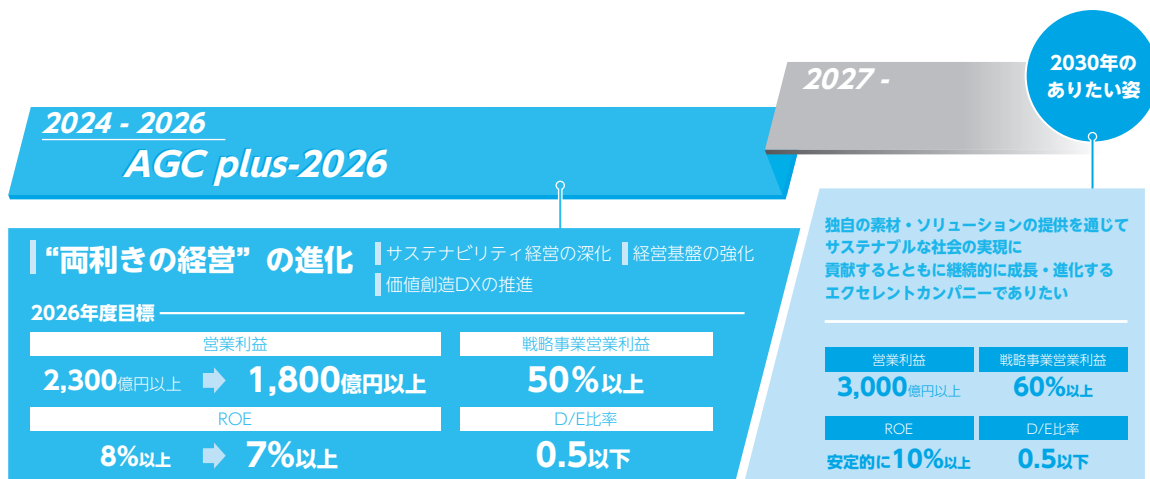 2024 - 2026
AGC plus-2026
2027 -
2030年の
ありたい姿
“両利きの経営” の進化
サステナビリティ経営の深化 経営基盤の強化
価値創造DXの推進
2026年度目標
営業利益 戦略事業営業利益
2,300億円以上 1,800億円以上 50%以上
ROE D/E比率
8%以上 7%以上 0.5以下
独自の素材・ソリューションの提供を通じて
サステナブルな社会の実現に
貢献するとともに継続的に成長・進化する
エクセレントカンパニーでありたい
営業利益 戦略事業営業利益
3,000億円以上 60%以上
ROE D/E比率
安定的に10%以上 0.5以下